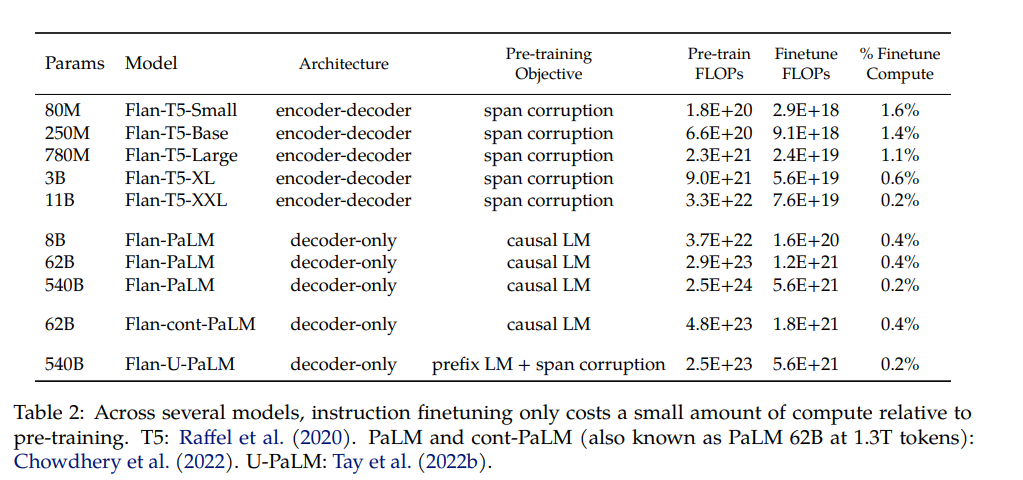 Params Model Architecture Pre-training Objective Pre-train FLOPs Finetune FLOPs % Finetune Compute
80M Flan-T5-Small encoder-decoder span corruption 1.8E+20 2.9E+18 1.6%
250M Flan-T5-Base encoder-decoder span corruption 6.6E+20 9.1E+18 1.4%
780M Flan-T5-Large encoder-decoder span corruption 2.3E+21 2.4E+19 1.1%
3B Flan-T5-XL encoder-decoder span corruption 9.0E+21 5.6E+19 0.6%
11B Flan-T5-XXL encoder-decoder span corruption 3.3E+22 7.6E+19 0.2%
8B Flan-PaLM decoder-only causal LM 3.7E+22 1.6E+20 0.4%
62B Flan-PaLM decoder-only causal LM 2.9E+23 1.2E+21 0.4%
540B Flan-PaLM decoder-only causal LM 2.5E+24 5.6E+21 0.2%
62B Flan-cont-PaLM decoder-only causal LM 4.8E+23 1.8E+21 0.4%
540B Flan-U-PaLM decoder-only prefix LM + span corruption 2.5E+23 5.6E+21 0.2%
Table 2: Across several models, instruction finetuning only costs a small amount of compute relative to
pre-training. T5: Raffel et al. (2020). PaLM and cont-PaLM (also known as PaLM 62B at 1.3T tokens):
Chowdhery et al. (2022). U-PaLM: Tay et al. (2022b).